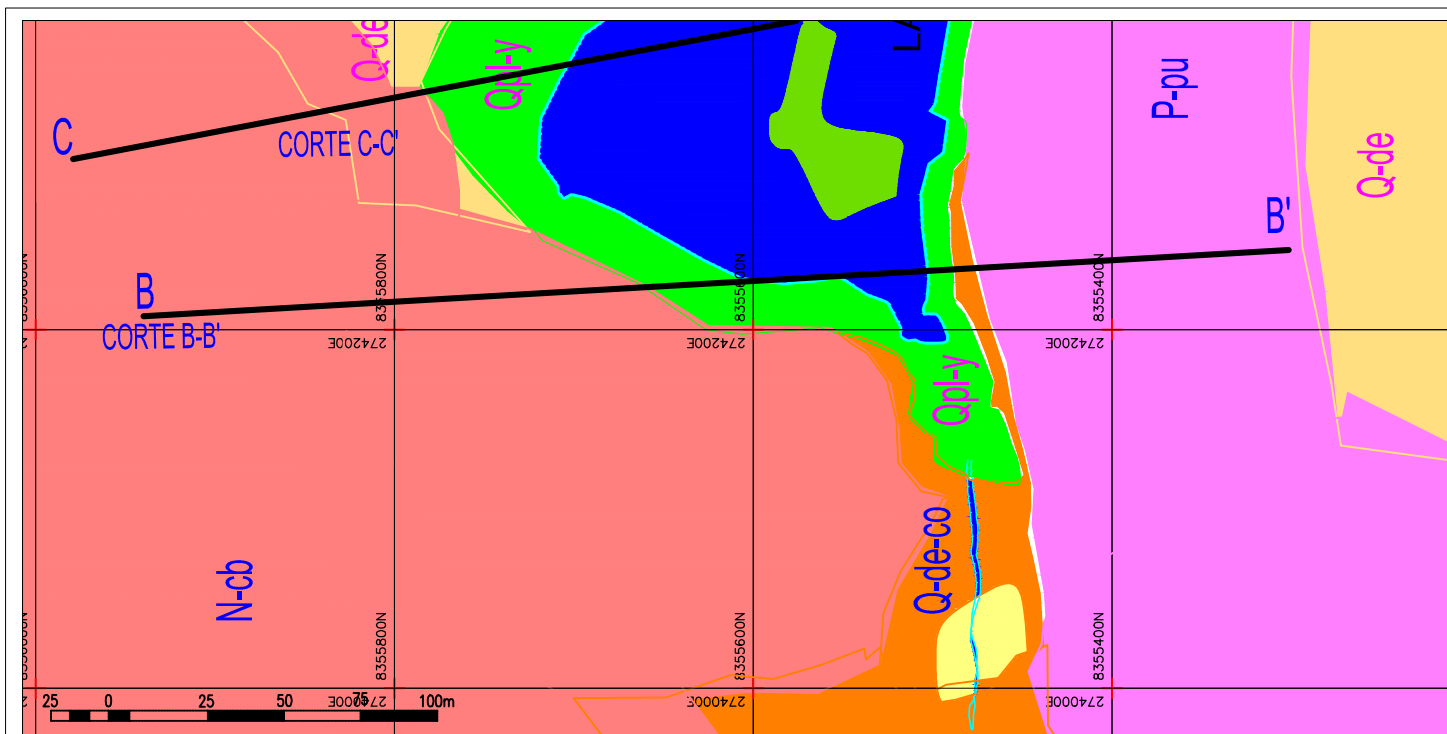 Q-de
Qpl-y
LA
P-pu
C
CORTE C-C'
Q-de
B'
B
CORTE B-B'
8355800N
8355600N
8355400N
274200E
274200E
274200E
Qpl-y
N-cb
Q-de-co
8355800N
8355600N
8355400N
274000E
274000E
274000E
25 0 25 50 75 100m